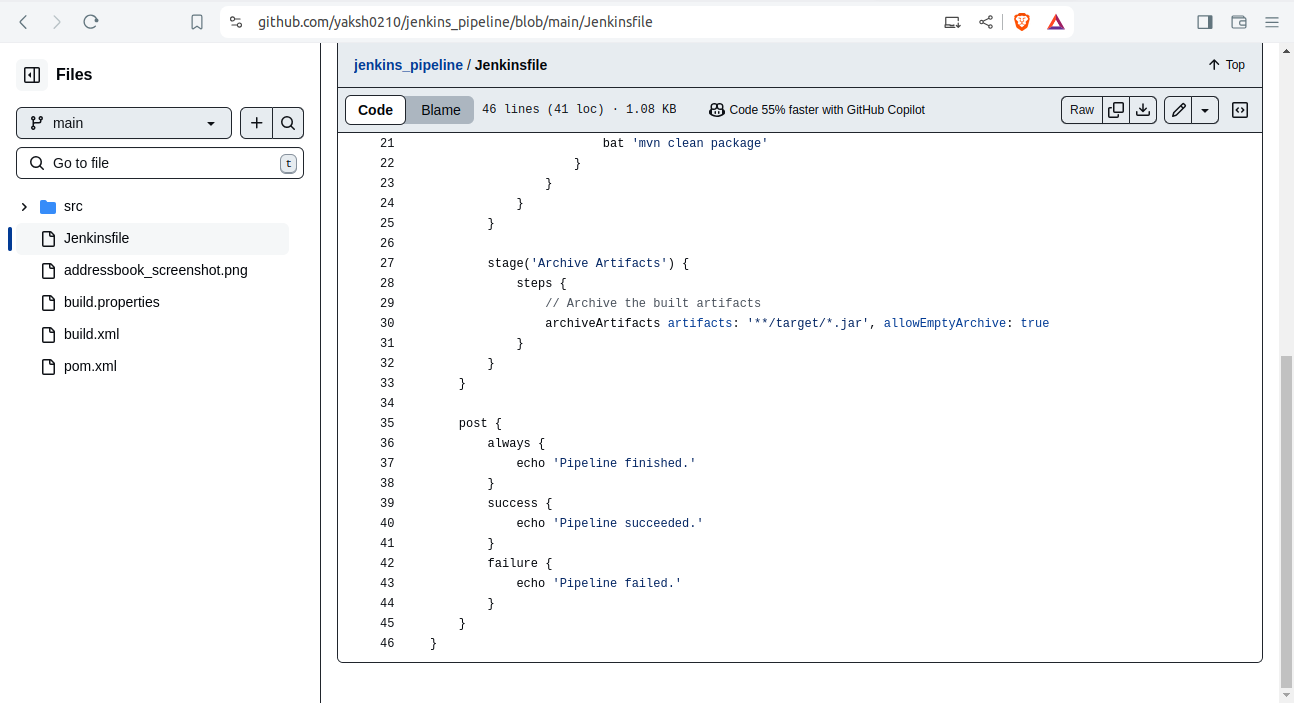 github.com/yaksh0210/jenkins_pipeline/blob/main/Jenkinsfile
Files
main
Go to file
t
src
Jenkinsfile
addressbook_screenshot.png
build.properties
build.xml
pom.xml
jenkins_pipeline / Jenkinsfile
Top
Code Blame 46 lines (41 loc) · 1.08 KB Code 55% faster with GitHub Copilot Raw
21 bat 'mvn clean package'
22 }
23 }
24 }
25 }
26
27 stage('Archive Artifacts') {
28 steps {
29 // Archive the built artifacts
30 archiveArtifacts artifacts: '**/target/*.jar', allowEmptyArchive: true
31 }
32 }
33 }
34
35 post {
36 always {
37 echo 'Pipeline finished.'
38 }
39 success {
40 echo 'Pipeline succeeded.'
41 }
42 failure {
43 echo 'Pipeline failed.'
44 }
45 }
46 }